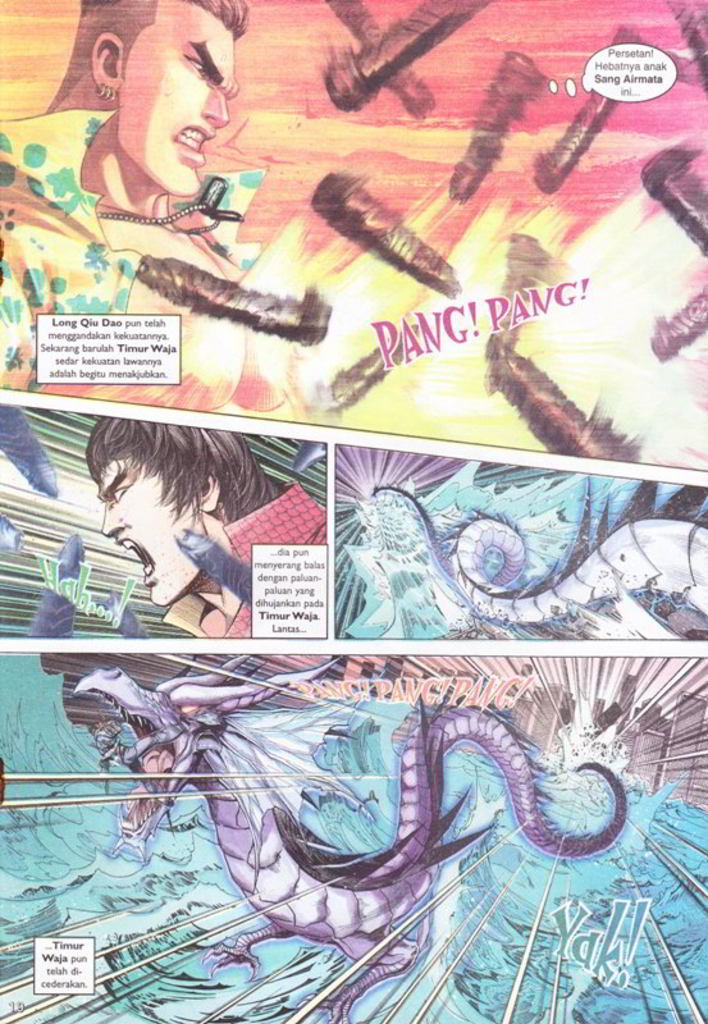 Persetan!
Hebatnya anak
Sang Airmata
ini...
PANG! PANG!
Long Qiu Dao pun telah
menggandakan kekuatannya.
Sekarang barulah Timur Waja
sedar kekuatan lawannya
adalah begitu menakjubkan.
Hah...!
...dia pun
menyerang balas
dengan paluan-
paluan yang
dihujankan pada
Timur Waja.
Lantas...
PANG! PANG! PANG!
Yak!
...Timur
Waja pun
telah di-
cederakan.